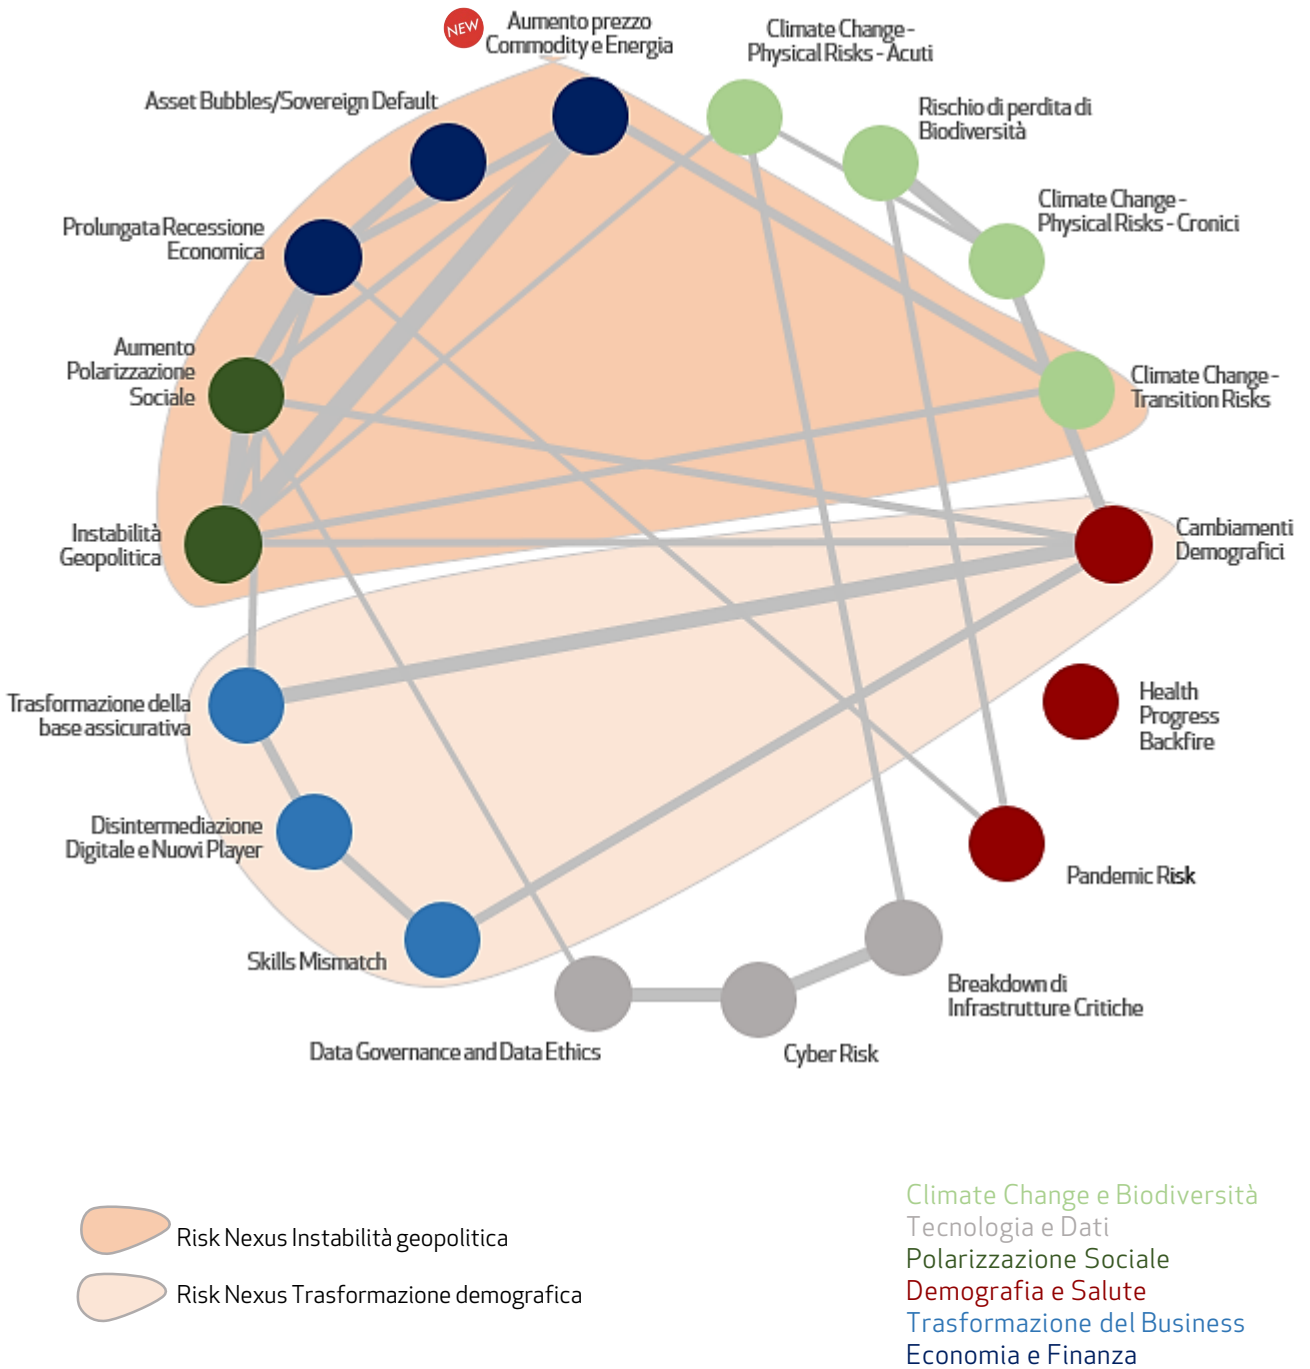 NEW
Aumento prezzo
Commodity e Energia
Climate Change -
Physical Risks - Acuti
Asset Bubbles/Sovereign Default
Rischio di perdita di
Biodiversità
Prolungata Recessione
Economica
Climate Change -
Physical Risks - Cronici
Aumento
Polarizzazione
Sociale
Climate Change -
Transition Risks
Instabilità
Geopolitica
Cambiamenti
Demografici
Trasformazione della
base assicurativa
Health
Progress
Backfire
Disintermediazione
Digitale e Nuovi Player
Pandemic Risk
Skills Mismatch
Breakdown di
Infrastrutture Critiche
Data Governance and Data Ethics
Cyber Risk
Risk Nexus Instabilità geopolitica
Risk Nexus Trasformazione demografica
Climate Change e Biodiversità
Tecnologia e Dati
Polarizzazione Sociale
Demografia e Salute
Trasformazione del Business
Economia e Finanza